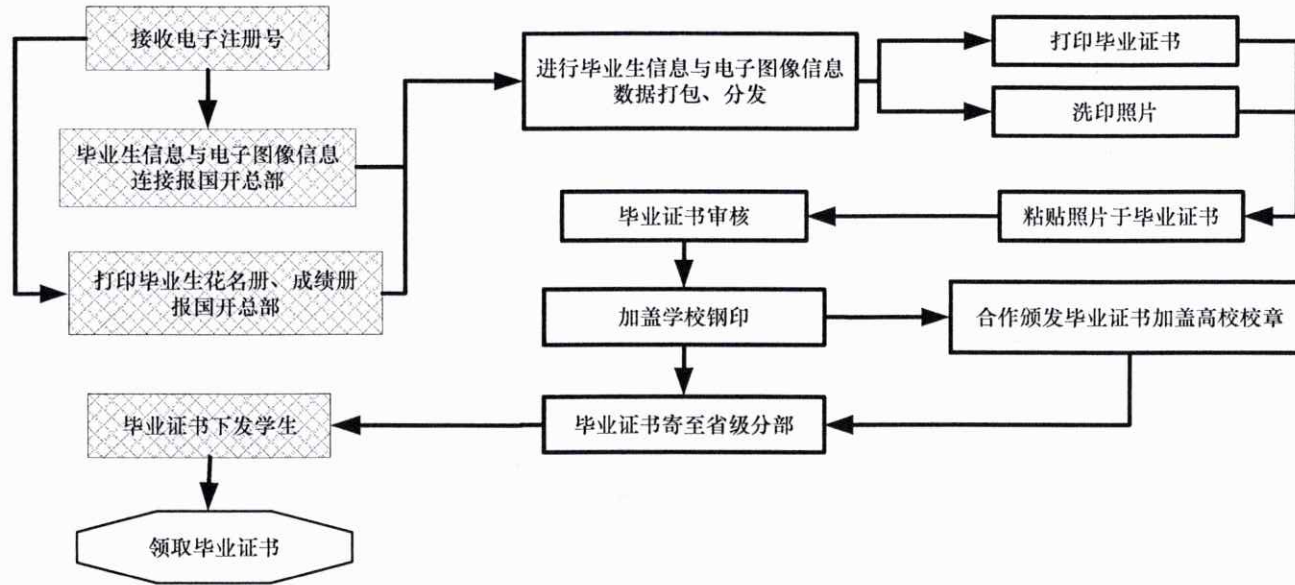 接收电子注册号
毕业生信息与电子图像信息
连接报国开总部
打印毕业生花名册、成绩册
报国开总部
进行毕业生信息与电子图像信息
数据打包、分发
打印毕业证书
洗印照片
粘贴照片于毕业证书
毕业证书审核
加盖学校钢印
合作颁发毕业证书加盖高校校章
毕业证书寄至省级分部
毕业证书下发学生
领取毕业证书